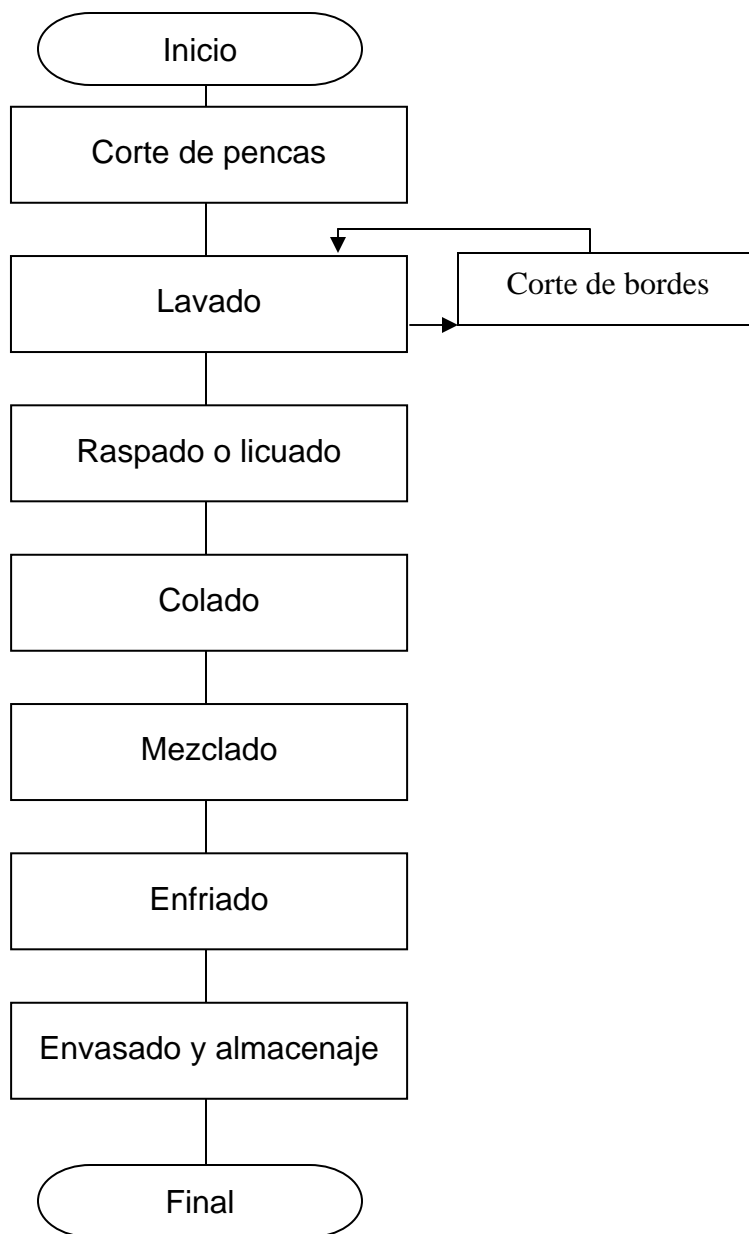 Inicio
Corte de pencas
Lavado
Corte de bordes
Raspado o licuado
Colado
Mezclado
Enfriado
Envasado y almacenaje
Final